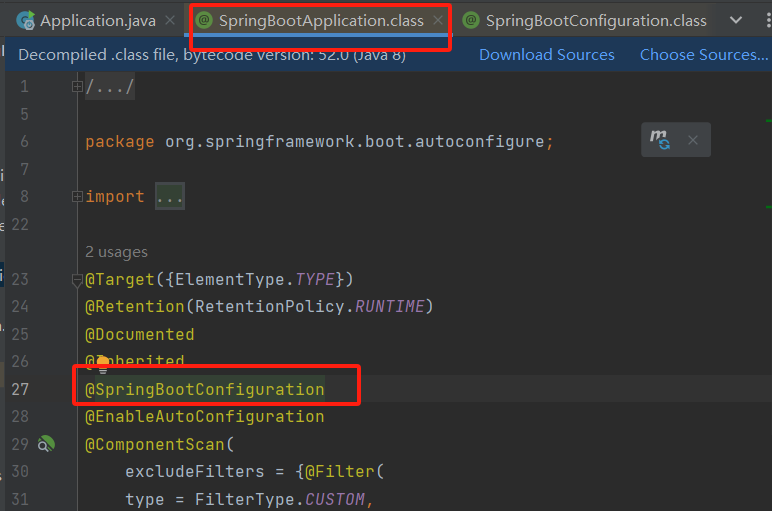 Application.java SpringBootApplication.class SpringBootConfiguration.class
Decompiled .class file, bytecode version: 52.0 (Java 8) Download Sources Choose Sources...
1 /.../
5
6 package org.springframework.boot.autoconfigure;
7
8 import ...
22
2 usages
23 @Target({ElementType.TYPE})
24 @Retention(RetentionPolicy.RUNTIME)
25 @Documented
26 @Inherited
27 @SpringBootConfiguration
28 @EnableAutoConfiguration
29 @ComponentScan(
30 excludeFilters = {@Filter(
31 type = FilterType.CUSTOM,